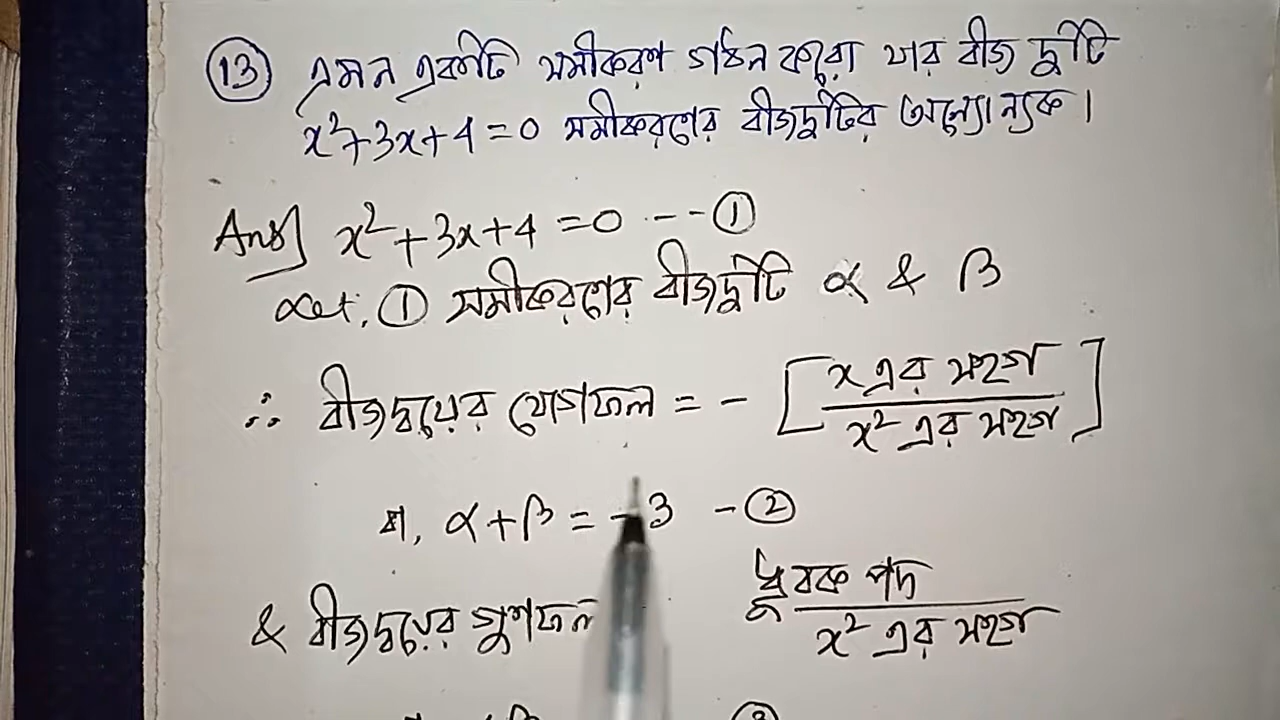 13 এমন একটি সমীকরণ গঠন করো যার বীজ দুটি
x²+3x+4=0 সমীকরণের বীজদুটির অন্যোন্যক।
Ans] x²+3x+4=0 --- ①
Let, ① সমীকরণের বীজদুটি α & β
∴ বীজদ্বয়ের যোগফল = - [x এর সহগ / x² এর সহগ]
বা, α+β = -3 - ②
& বীজদ্বয়ের গুণফল ধ্রুবক পদ / x² এর সহগ
β ③